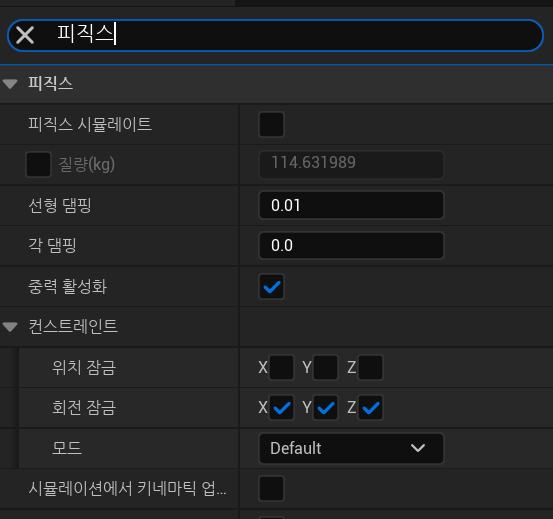 피직스
피직스
피직스 시뮬레이트
질량(kg) 114.631989
선형 댐핑 0.01
각 댐핑 0.0
중력 활성화
컨스트레인트
위치 잠금 X Y Z
회전 잠금 X Y Z
모드 Default
시뮬레이션에서 키네마틱 업...